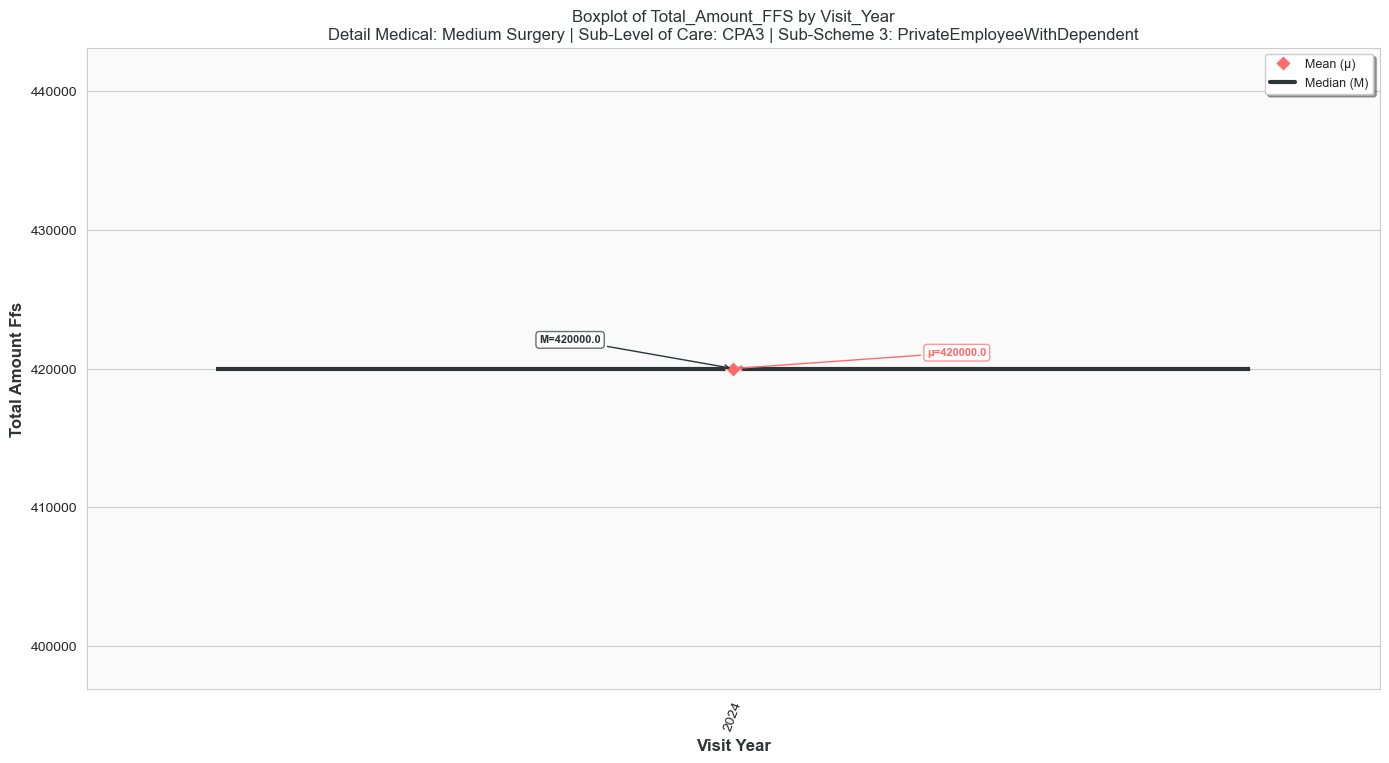 Boxplot of Total_Amount_FFS by Visit_Year
Detail Medical: Medium Surgery | Sub-Level of Care: CPA3 | Sub-Scheme 3: PrivateEmployeeWithDependent
Mean (μ)
Median (M)
440000
430000
420000
410000
400000
Total Amount Ffs
M=420000.0
μ=420000.0
2024
Visit Year